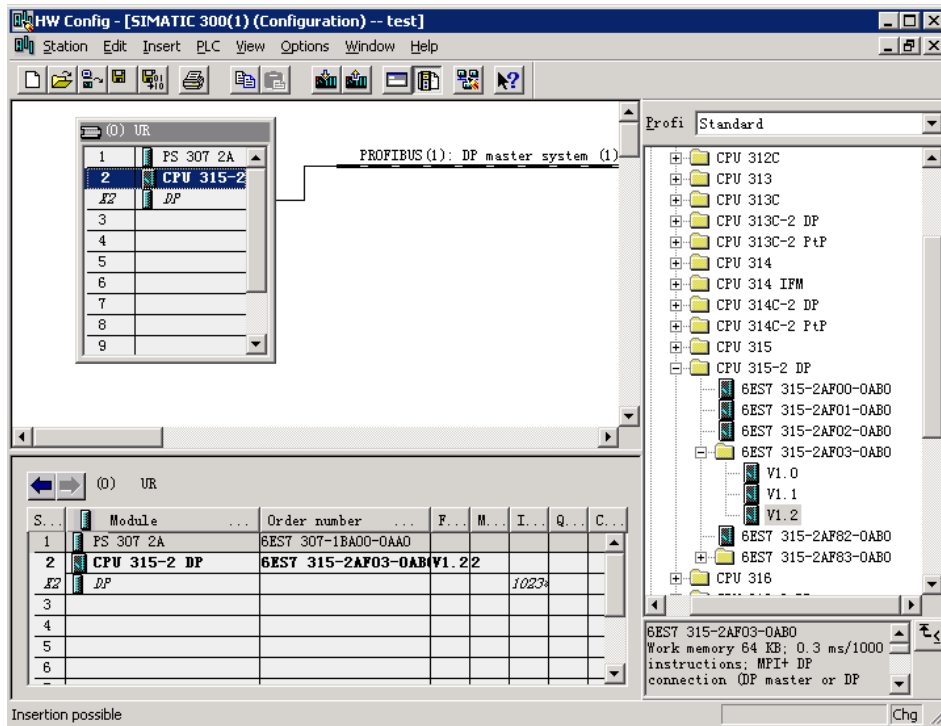 HW Config - [SIMATIC 300(1) (Configuration) -- test]
Station Edit Insert PLC View Options Window Help
(0) UR
1 PS 307 2A
2 CPU 315-2
X2 DP
3
4
5
6
7
8
9
PROFIBUS(1): DP master system (1)
Profi Standard
CPU 312C
CPU 313
CPU 313C
CPU 313C-2 DP
CPU 313C-2 PtP
CPU 314
CPU 314 IFM
CPU 314C-2 DP
CPU 314C-2 PtP
CPU 315
CPU 315-2 DP
6ES7 315-2AF00-0AB0
6ES7 315-2AF01-0AB0
6ES7 315-2AF02-0AB0
6ES7 315-2AF03-0AB0
V1.0
V1.1
V1.2
6ES7 315-2AF82-0AB0
6ES7 315-2AF83-0AB0
CPU 316
6ES7 315-2AF03-0AB0
Work memory 64 KB; 0.3 ms/1000
instructions; MPI+ DP
connection (DP master or DP
(0) UR
S... Module ... Order number ... F... M... I... Q... C...
1 PS 307 2A 6ES7 307-1BA00-0AA0
2 CPU 315-2 DP 6ES7 315-2AF03-0AB V1.2 2
X2 DP 1023*
3
4
5
6
Insertion possible
Chg